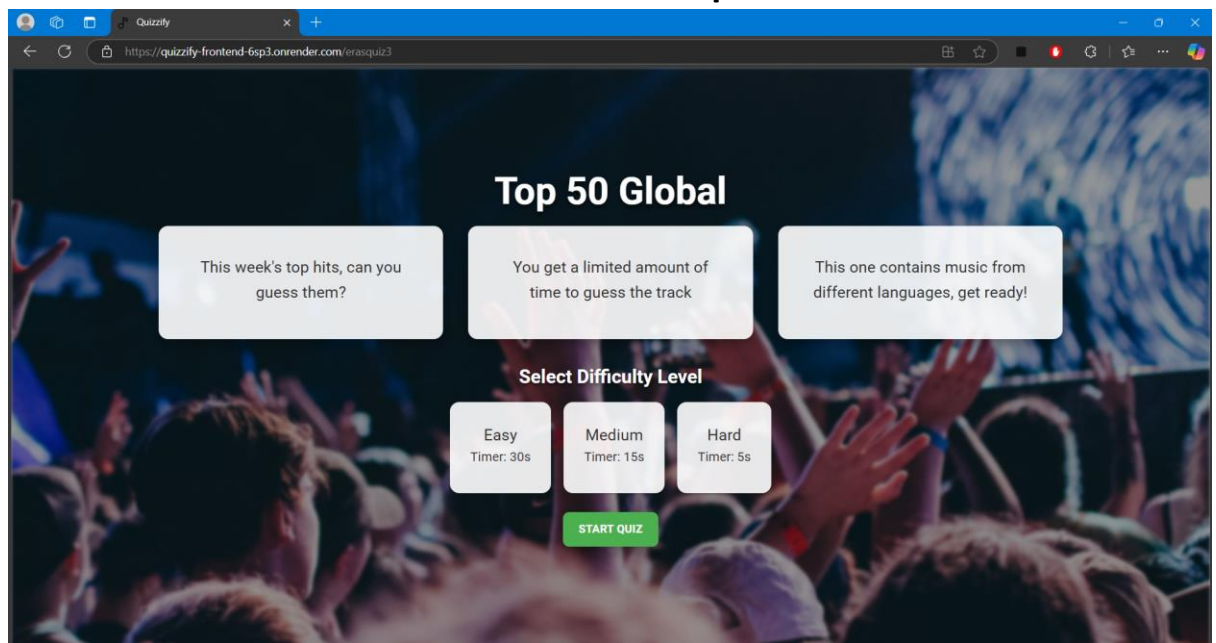 Quizzify
https://quizzify-frontend-6sp3.onrender.com/erasquiz3
Top 50 Global
This week's top hits, can you
guess them?
You get a limited amount of
time to guess the track
This one contains music from
different languages, get ready!
Select Difficulty Level
Easy
Timer: 30s
Medium
Timer: 15s
Hard
Timer: 5s
START QUIZ